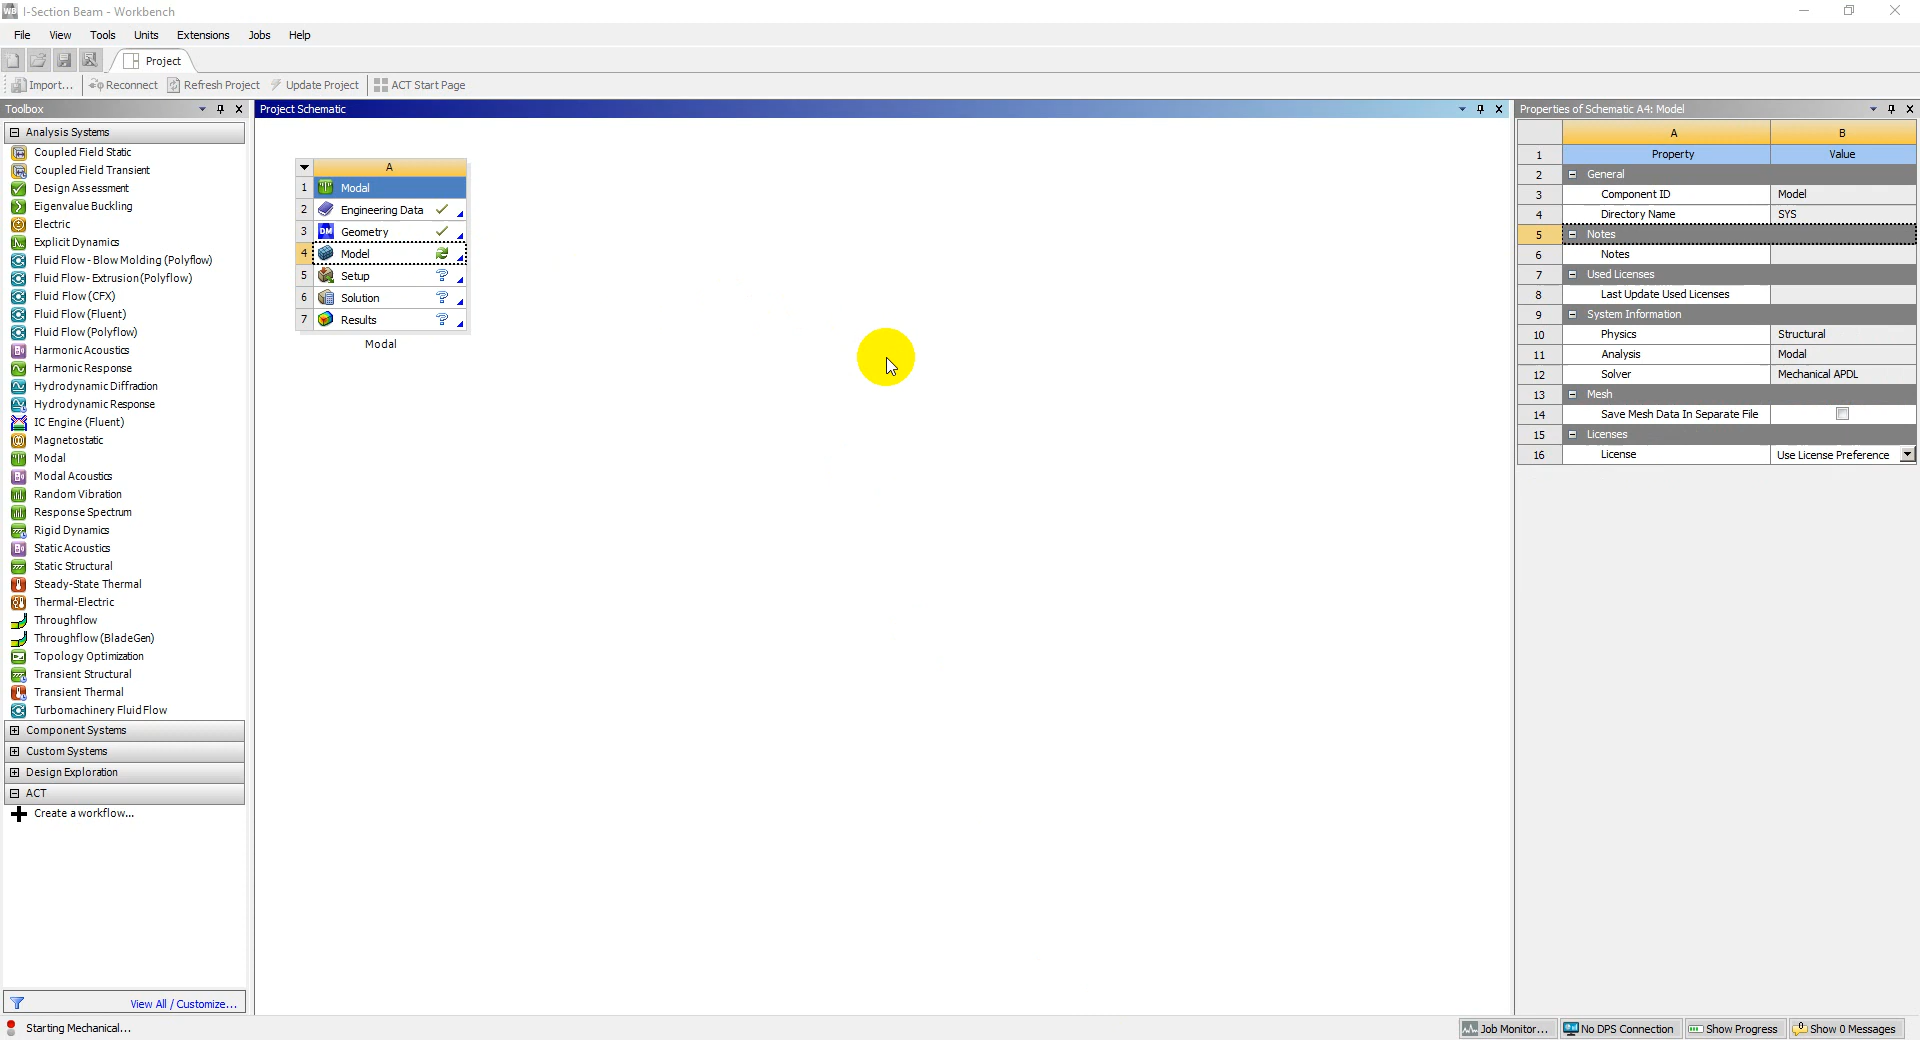 I-Section Beam - Workbench
File View Tools Units Extensions Jobs Help
Project
Import... Reconnect Refresh Project Update Project ACT Start Page
Toolbox
Analysis Systems
Coupled Field Static
Coupled Field Transient
Design Assessment
Eigenvalue Buckling
Electric
Explicit Dynamics
Fluid Flow - Blow Molding (Polyflow)
Fluid Flow - Extrusion (Polyflow)
Fluid Flow (CFX)
Fluid Flow (Fluent)
Fluid Flow (Polyflow)
Harmonic Acoustics
Harmonic Response
Hydrodynamic Diffraction
Hydrodynamic Response
IC Engine (Fluent)
Magnetostatic
Modal
Modal Acoustics
Random Vibration
Response Spectrum
Rigid Dynamics
Static Acoustics
Static Structural
Steady-State Thermal
Thermal-Electric
Throughflow
Throughflow (BladeGen)
Topology Optimization
Transient Structural
Transient Thermal
Turbomachinery Fluid Flow
Component Systems
Custom Systems
Design Exploration
ACT
Create a workflow...
View All / Customize...
Project Schematic
A
1 Modal
2 Engineering Data
3 DM Geometry
4 Model
5 Setup
6 Solution
7 Results
Modal
Properties of Schematic A4: Model
A B
1 Property Value
2 General
3 Component ID Model
4 Directory Name SYS
5 Notes
6 Notes
7 Used Licenses
8 Last Update Used Licenses
9 System Information
10 Physics Structural
11 Analysis Modal
12 Solver Mechanical APDL
13 Mesh
14 Save Mesh Data In Separate File
15 Licenses
16 License Use License Preference
Starting Mechanical...
Job Monitor... No DPS Connection Show Progress Show 0 Messages